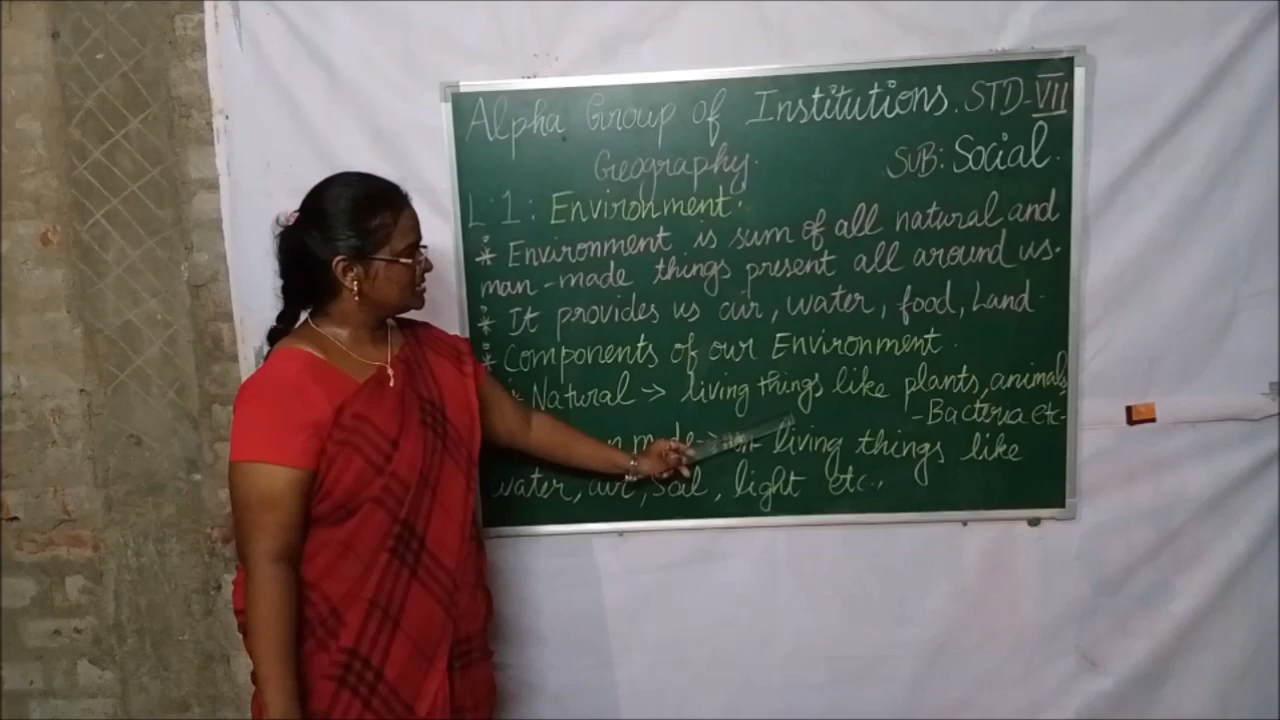 Alpha Group of Institutions. STD-VII
Geography. SUB: Social.
L.1: Environment.
* Environment is sum of all natural and
man-made things present all around us.
* It provides us air, water, food, Land.
* Components of our Environment.
* Natural → living things like plants, animals,
- Bacteria etc-
made → living things like
water, air, soil, light etc.,